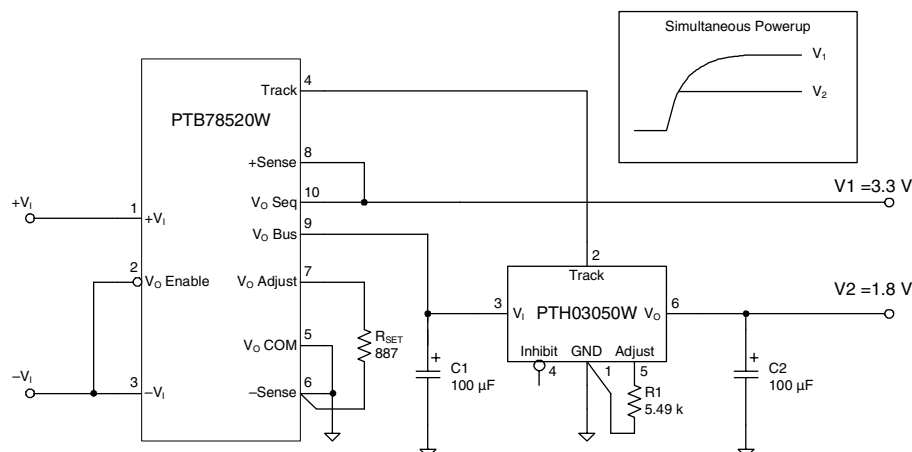 Simultaneous Powerup
V1
V2
4
Track
PTB78520W
8
+Sense
10
VO Seq
V1 =3.3 V
+VI
1
+VI
9
VO Bus
2
VO Enable
7
VO Adjust
2
Track
3
VI
PTH03050W
VO
6
V2 =1.8 V
RSET
887
5
VO COM
Inhibit
GND
Adjust
4
1
5
–VI
3
–VI
6
–Sense
+
C1
100 µF
R1
5.49 k
+
C2
100 µF